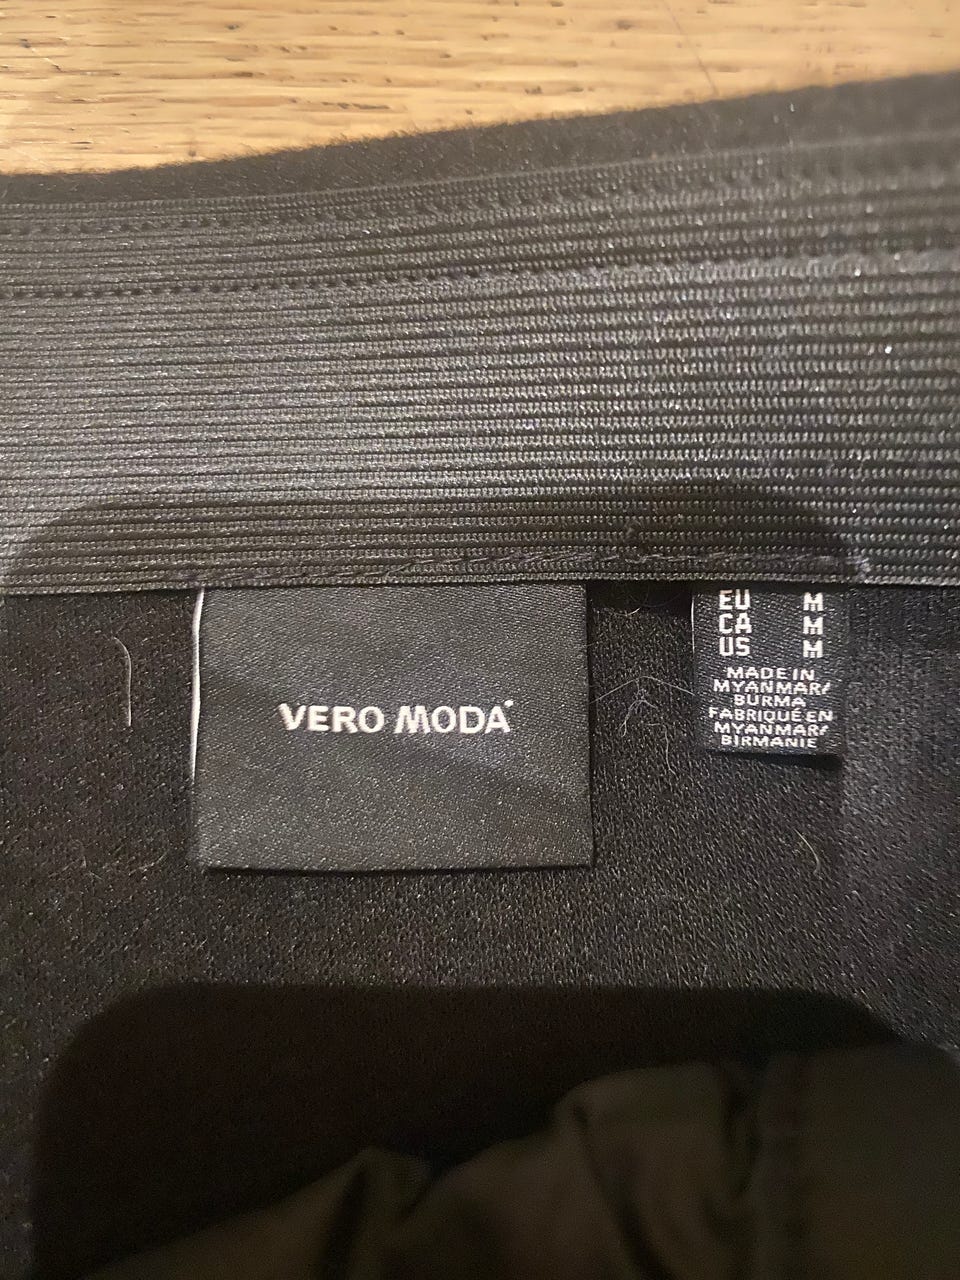 VERO MODA
EU M
CA M
US M
MADE IN
MYANMAR/
BURMA
FABRIQUÉ EN
MYANMAR/
BIRMANIE